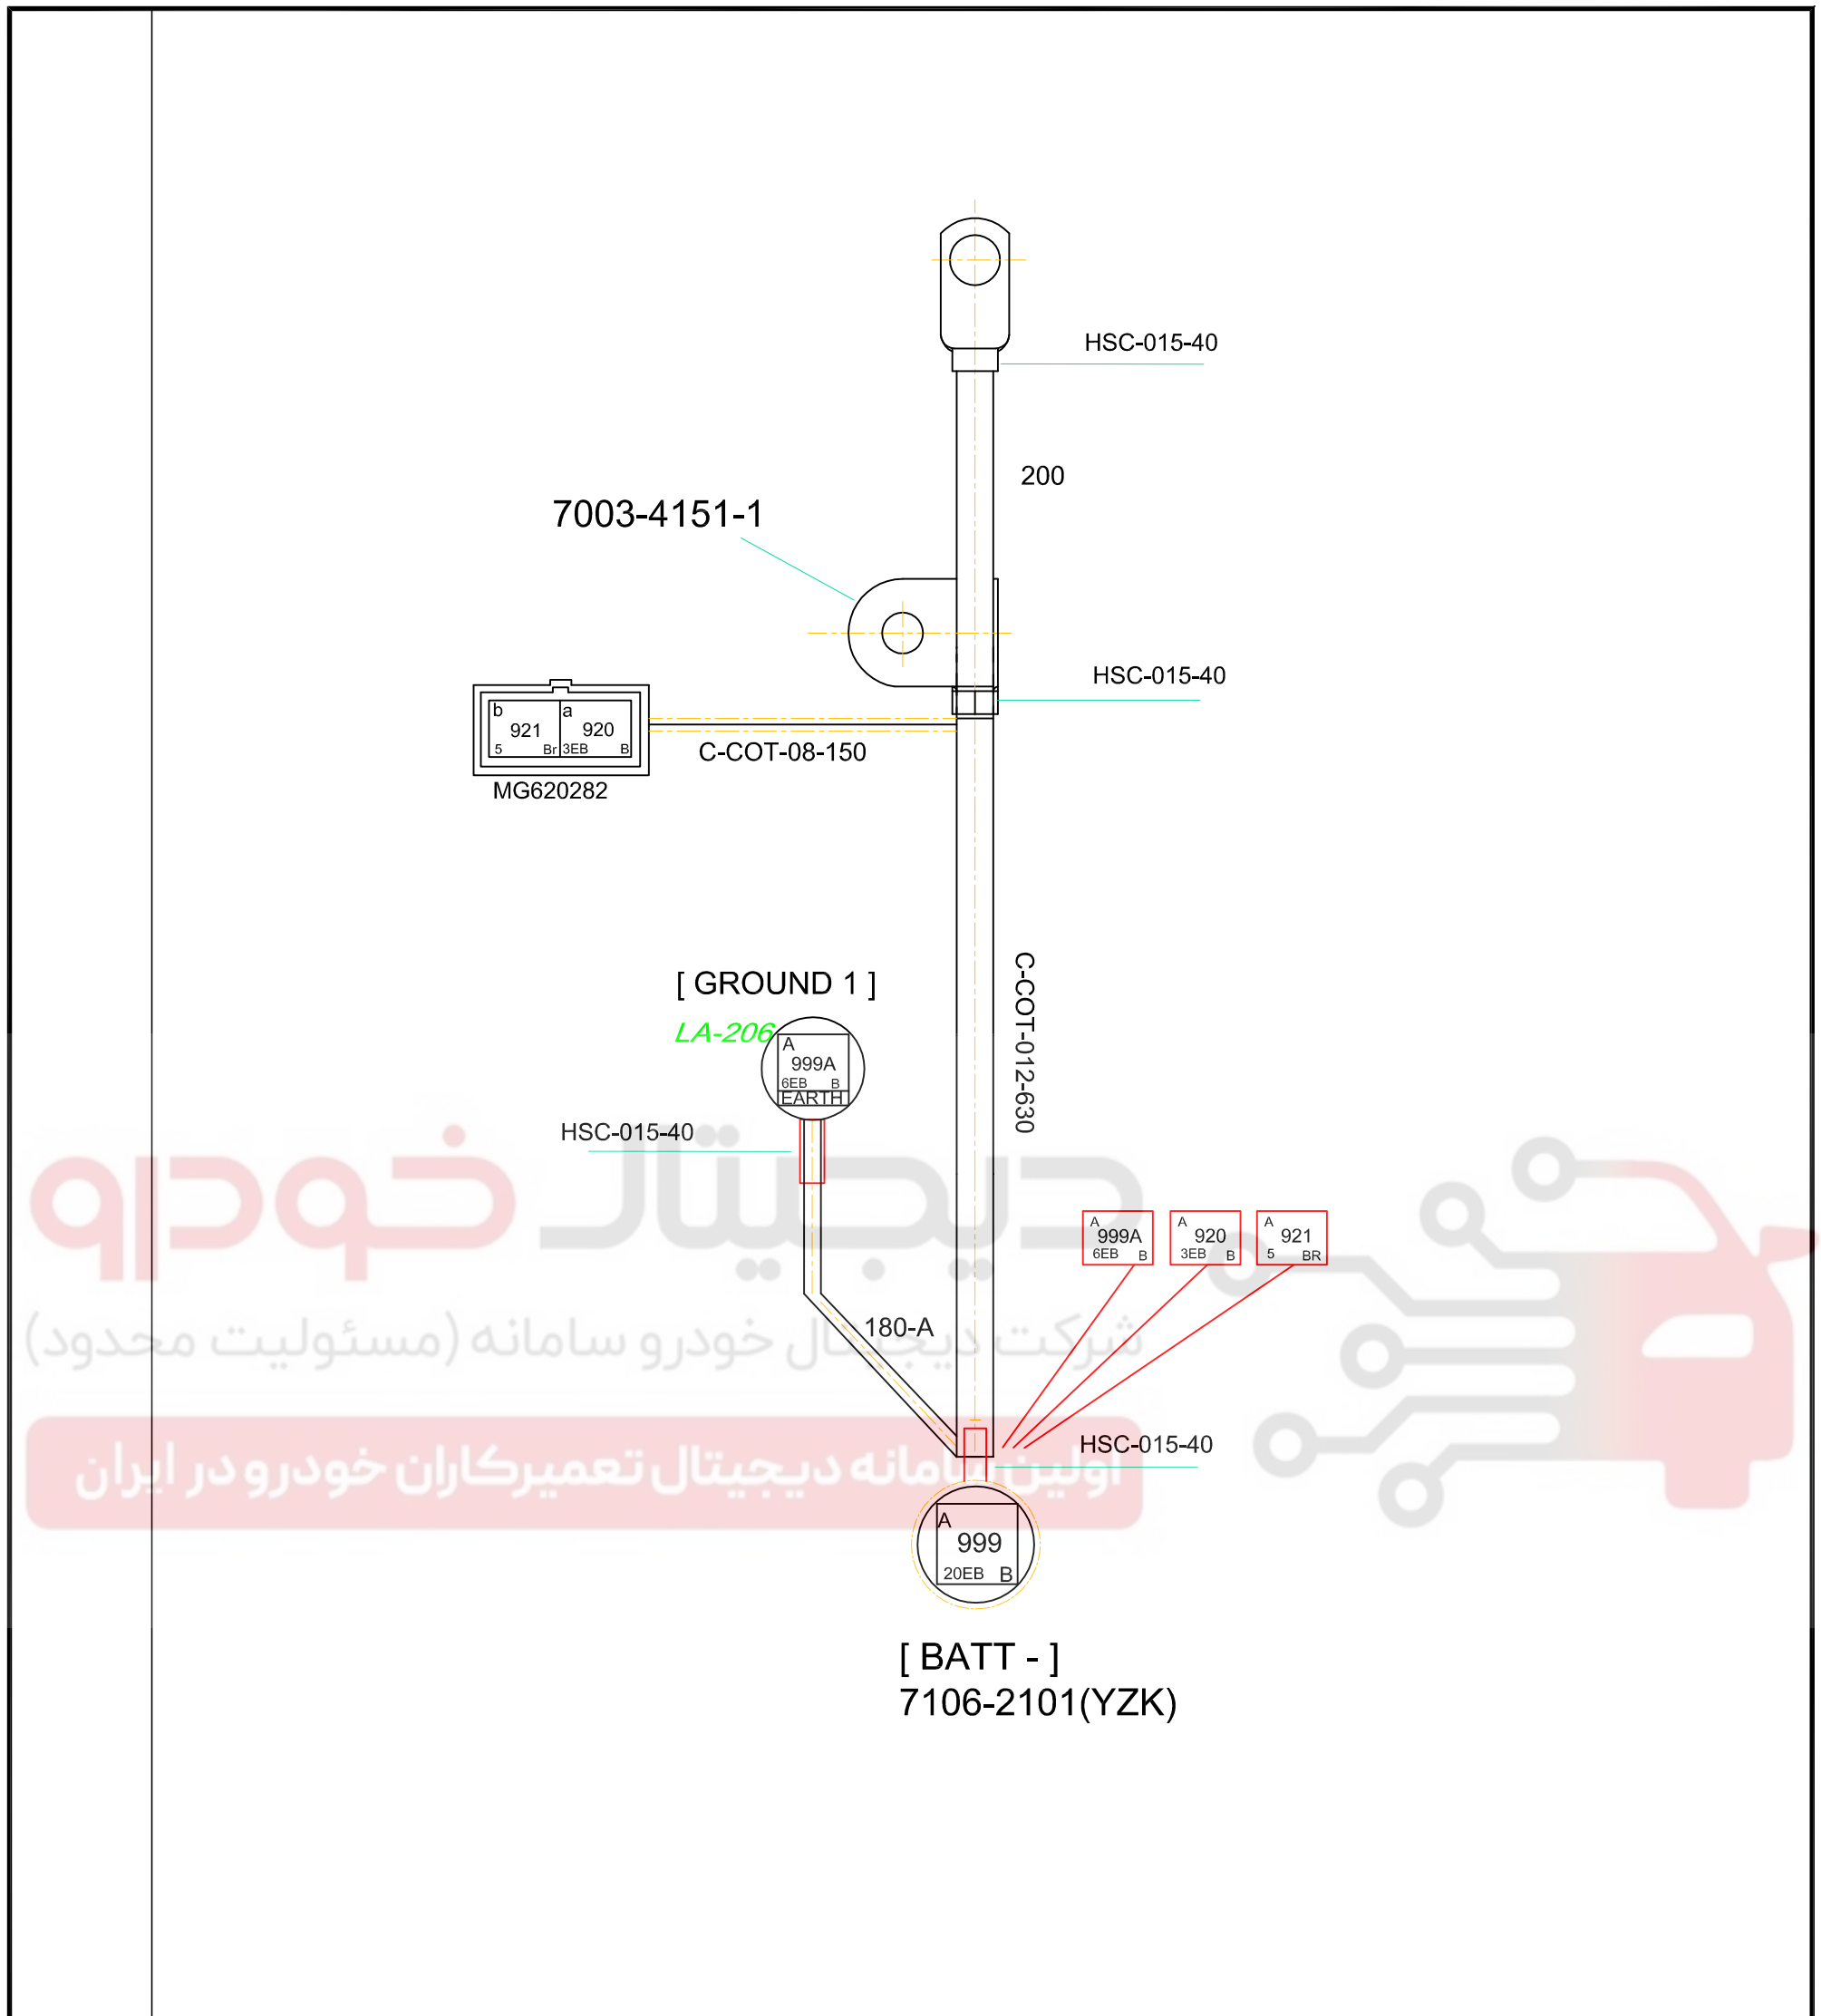 HSC-015-40
200
7003-4151-1
HSC-015-40
b
921
5 Br
a
920
3EB B
C-COT-08-150
MG620282
C-COT-012-630
[ GROUND 1 ]
LA-206
A
999A
6EB B
EARTH
HSC-015-40
دیجیتال خودرو
A
999A
6EB B
A
920
3EB B
A
921
5 BR
180-A
شرکت دیجیتال خودرو سامانه (مسئولیت محدود)
HSC-015-40
اولین سامانه دیجیتال تعمیرکاران خودرو در ایران
A
999
20EB B
[ BATT - ]
7106-2101(YZK)